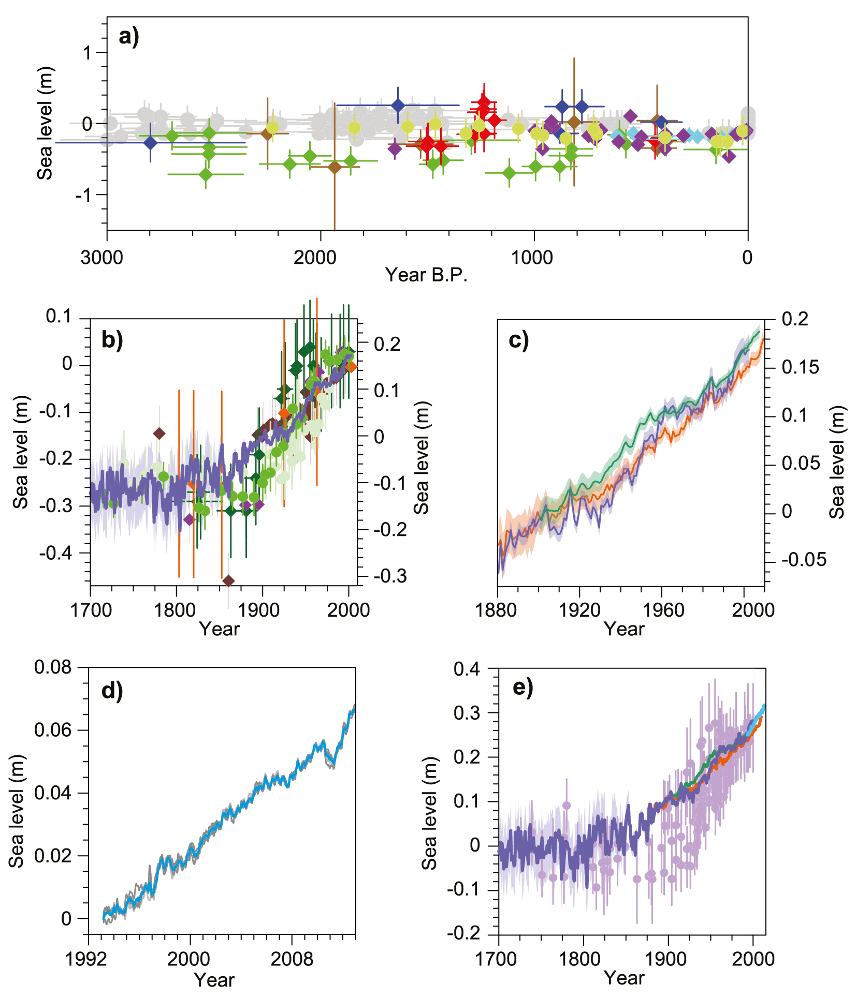 a)
Sea level (m)
1
0
-1
3000 2000 1000 0
Year B.P.
b)
Sea level (m)
0.1
0
-0.1
-0.2
-0.3
-0.4
0.2
0.1
0
-0.1
-0.2
-0.3
Sea level (m)
1700 1800 1900 2000
Year
c)
0.2
0.15
0.1
0.05
0
-0.05
Sea level (m)
1880 1920 1960 2000
Year
d)
Sea level (m)
0.08
0.06
0.04
0.02
0
1992 2000 2008
Year
e)
Sea level (m)
0.4
0.3
0.2
0.1
0
-0.1
-0.2
1700 1800 1900 2000
Year